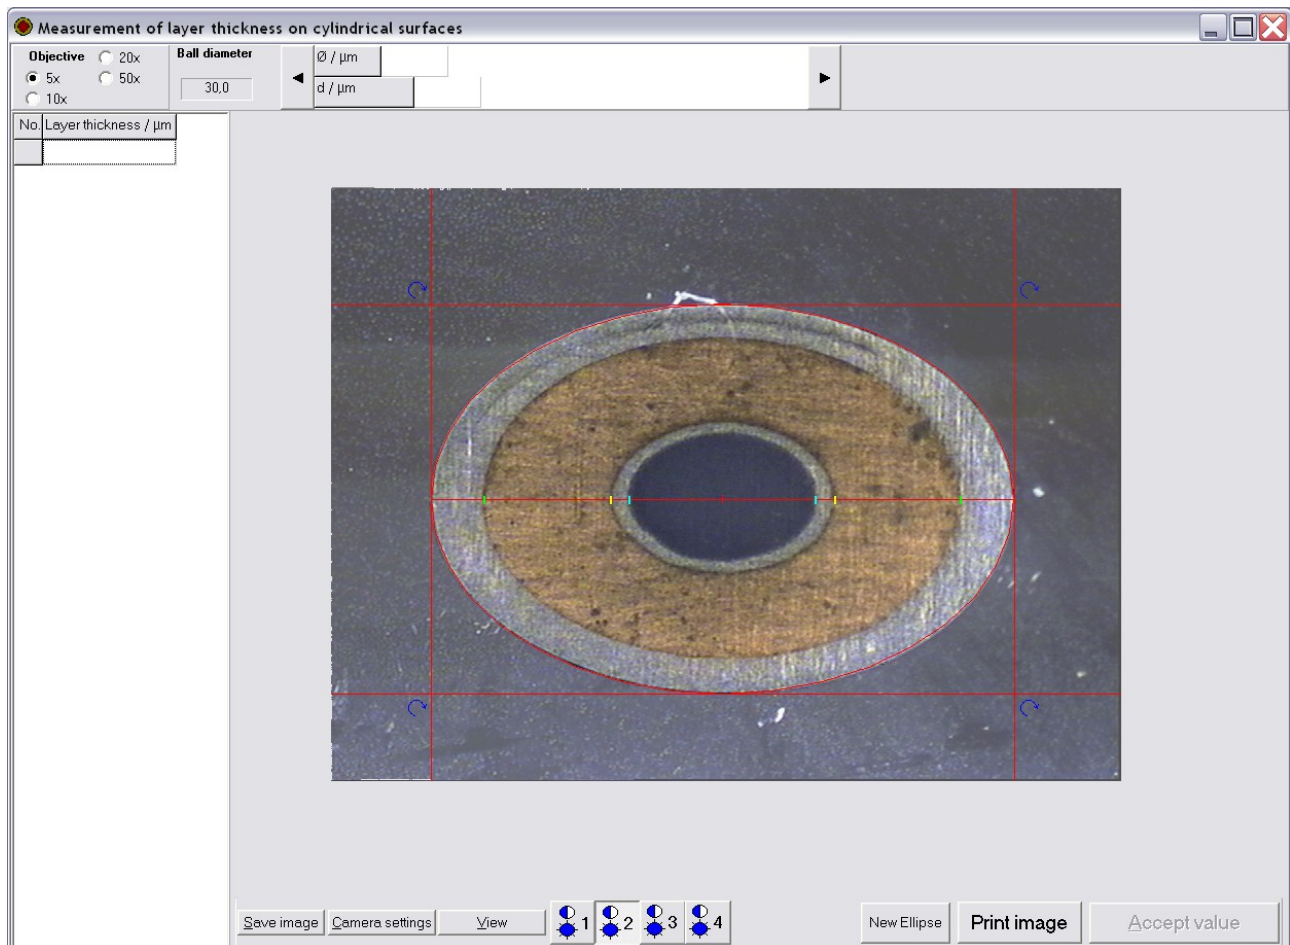 Measurement of layer thickness on cylindrical surfaces
Objective
20x
5x
50x
10x
Ball diameter
30,0
Ø / µm
d / µm
No. Layer thickness / µm
Save image
Camera settings
View
1
2
3
4
New Ellipse
Print image
Accept value